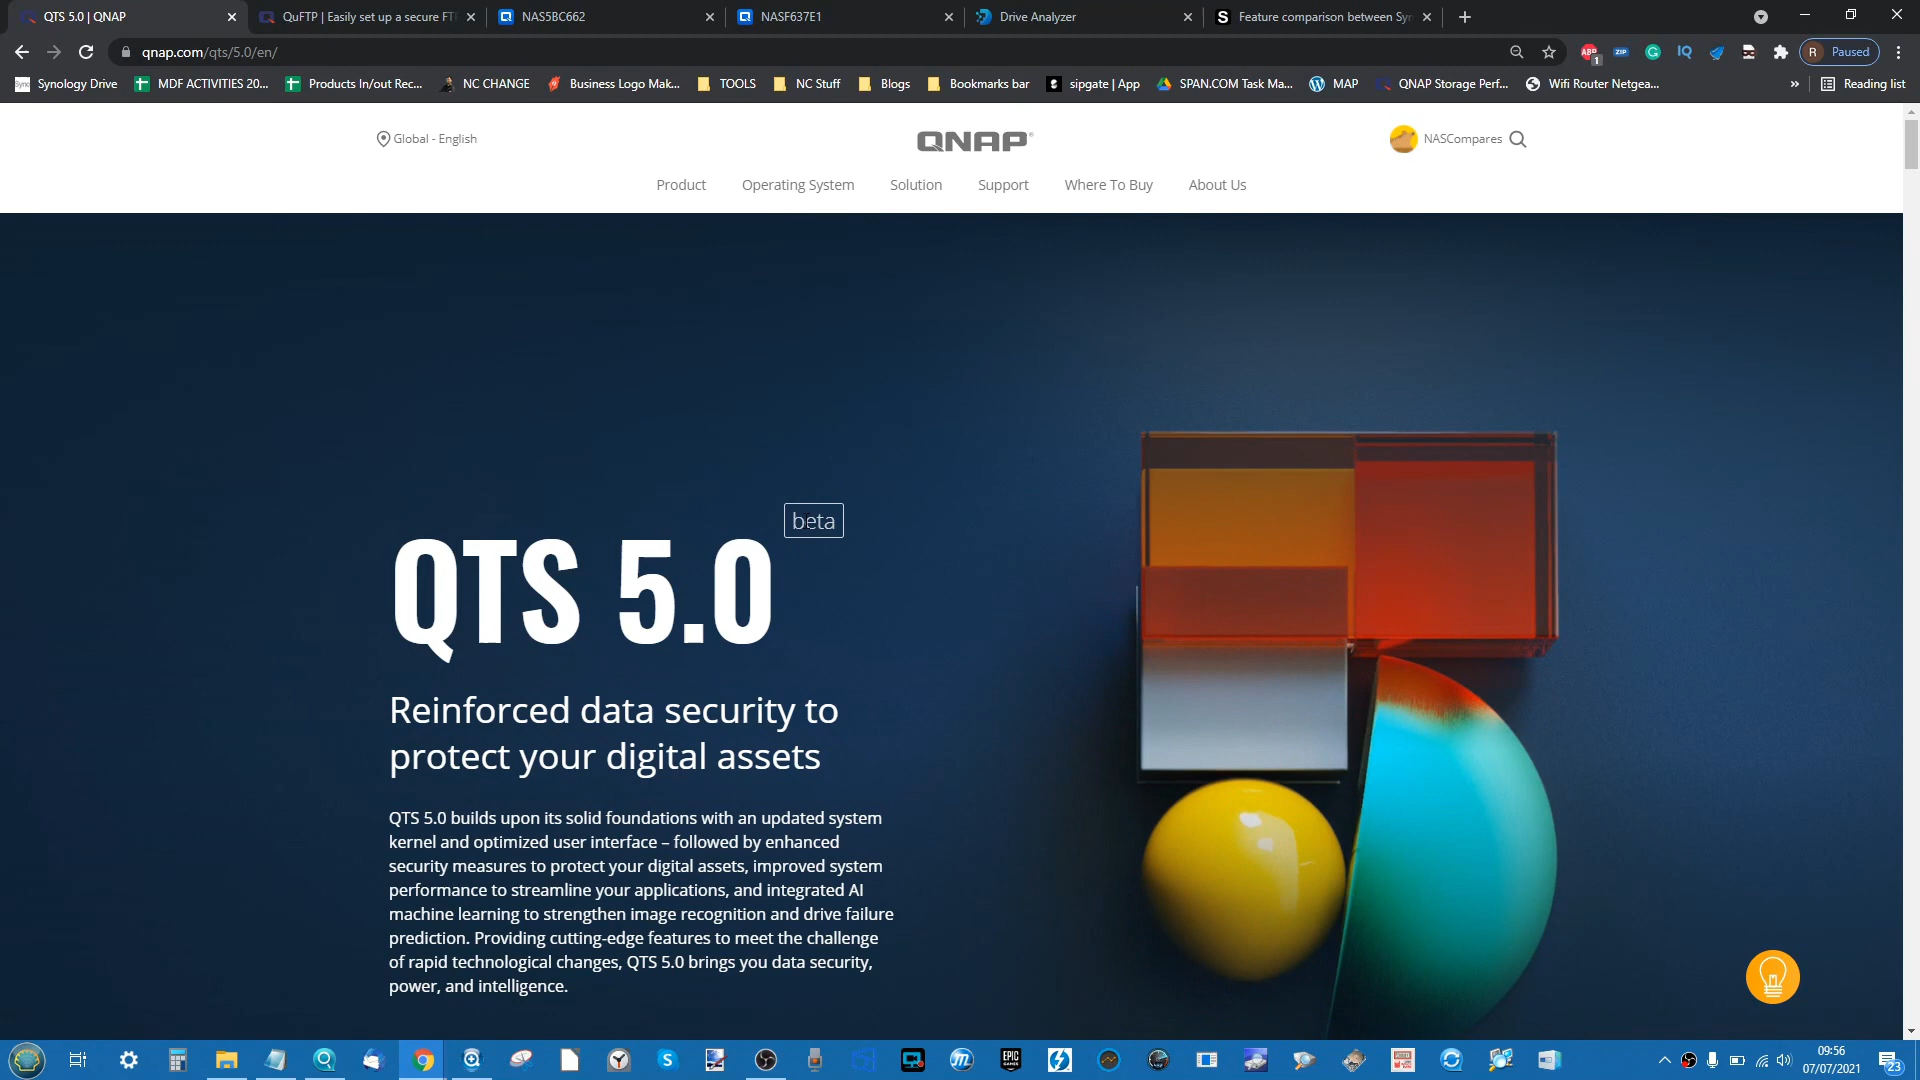 QTS 5.0 | QNAP
QuFTP | Easily set up a secure FT
NAS5BC662
NASF637E1
Drive Analyzer
Feature comparison between Syn
qnap.com/qts/5.0/en/
ABP
1
ZIP
IQ
R Paused
Synology Drive
MDF ACTIVITIES 20...
Products In/out Rec...
NC CHANGE
Business Logo Mak...
TOOLS
NC Stuff
Blogs
Bookmarks bar
sipgate | App
SPAN.COM Task Ma...
MAP
QNAP Storage Perf...
Wifi Router Netgea...
»
Reading list
Global - English
QNAP
NASCompares
Product
Operating System
Solution
Support
Where To Buy
About Us
beta
QTS 5.0
Reinforced data security to
protect your digital assets
QTS 5.0 builds upon its solid foundations with an updated system
kernel and optimized user interface – followed by enhanced
security measures to protect your digital assets, improved system
performance to streamline your applications, and integrated AI
machine learning to strengthen image recognition and drive failure
prediction. Providing cutting-edge features to meet the challenge
of rapid technological changes, QTS 5.0 brings you data security,
power, and intelligence.
EPIC
GAMES
09:56
07/07/2021
23